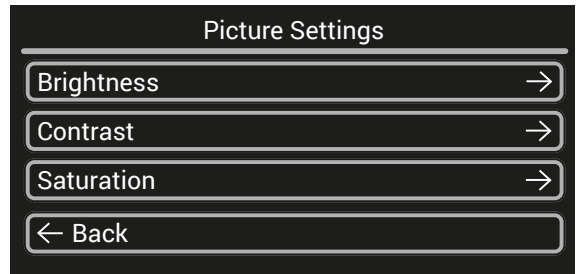 Picture Settings
Brightness →
Contrast →
Saturation →
← Back